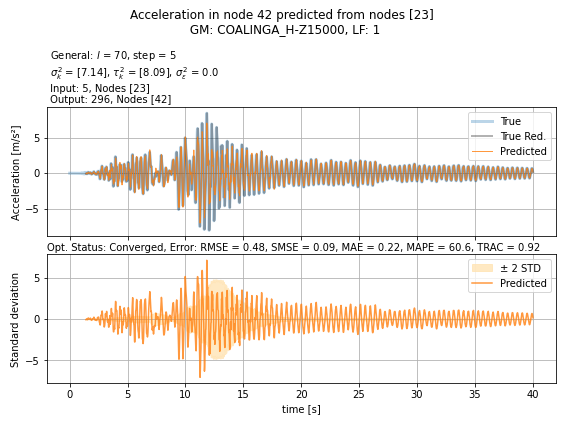 Acceleration in node 42 predicted from nodes [23]
GM: COALINGA_H-Z15000, LF: 1
General: l = 70, step = 5
σ²ₖ = [7.14], τ²ₖ = [8.09], σ²ε = 0.0
Input: 5, Nodes [23]
Output: 296, Nodes [42]
Acceleration [m/s²]
5
0
−5
True
True Red.
Predicted
Opt. Status: Converged, Error: RMSE = 0.48, SMSE = 0.09, MAE = 0.22, MAPE = 60.6, TRAC = 0.92
Standard deviation
5
0
−5
± 2 STD
Predicted
0 5 10 15 20 25 30 35 40
time [s]